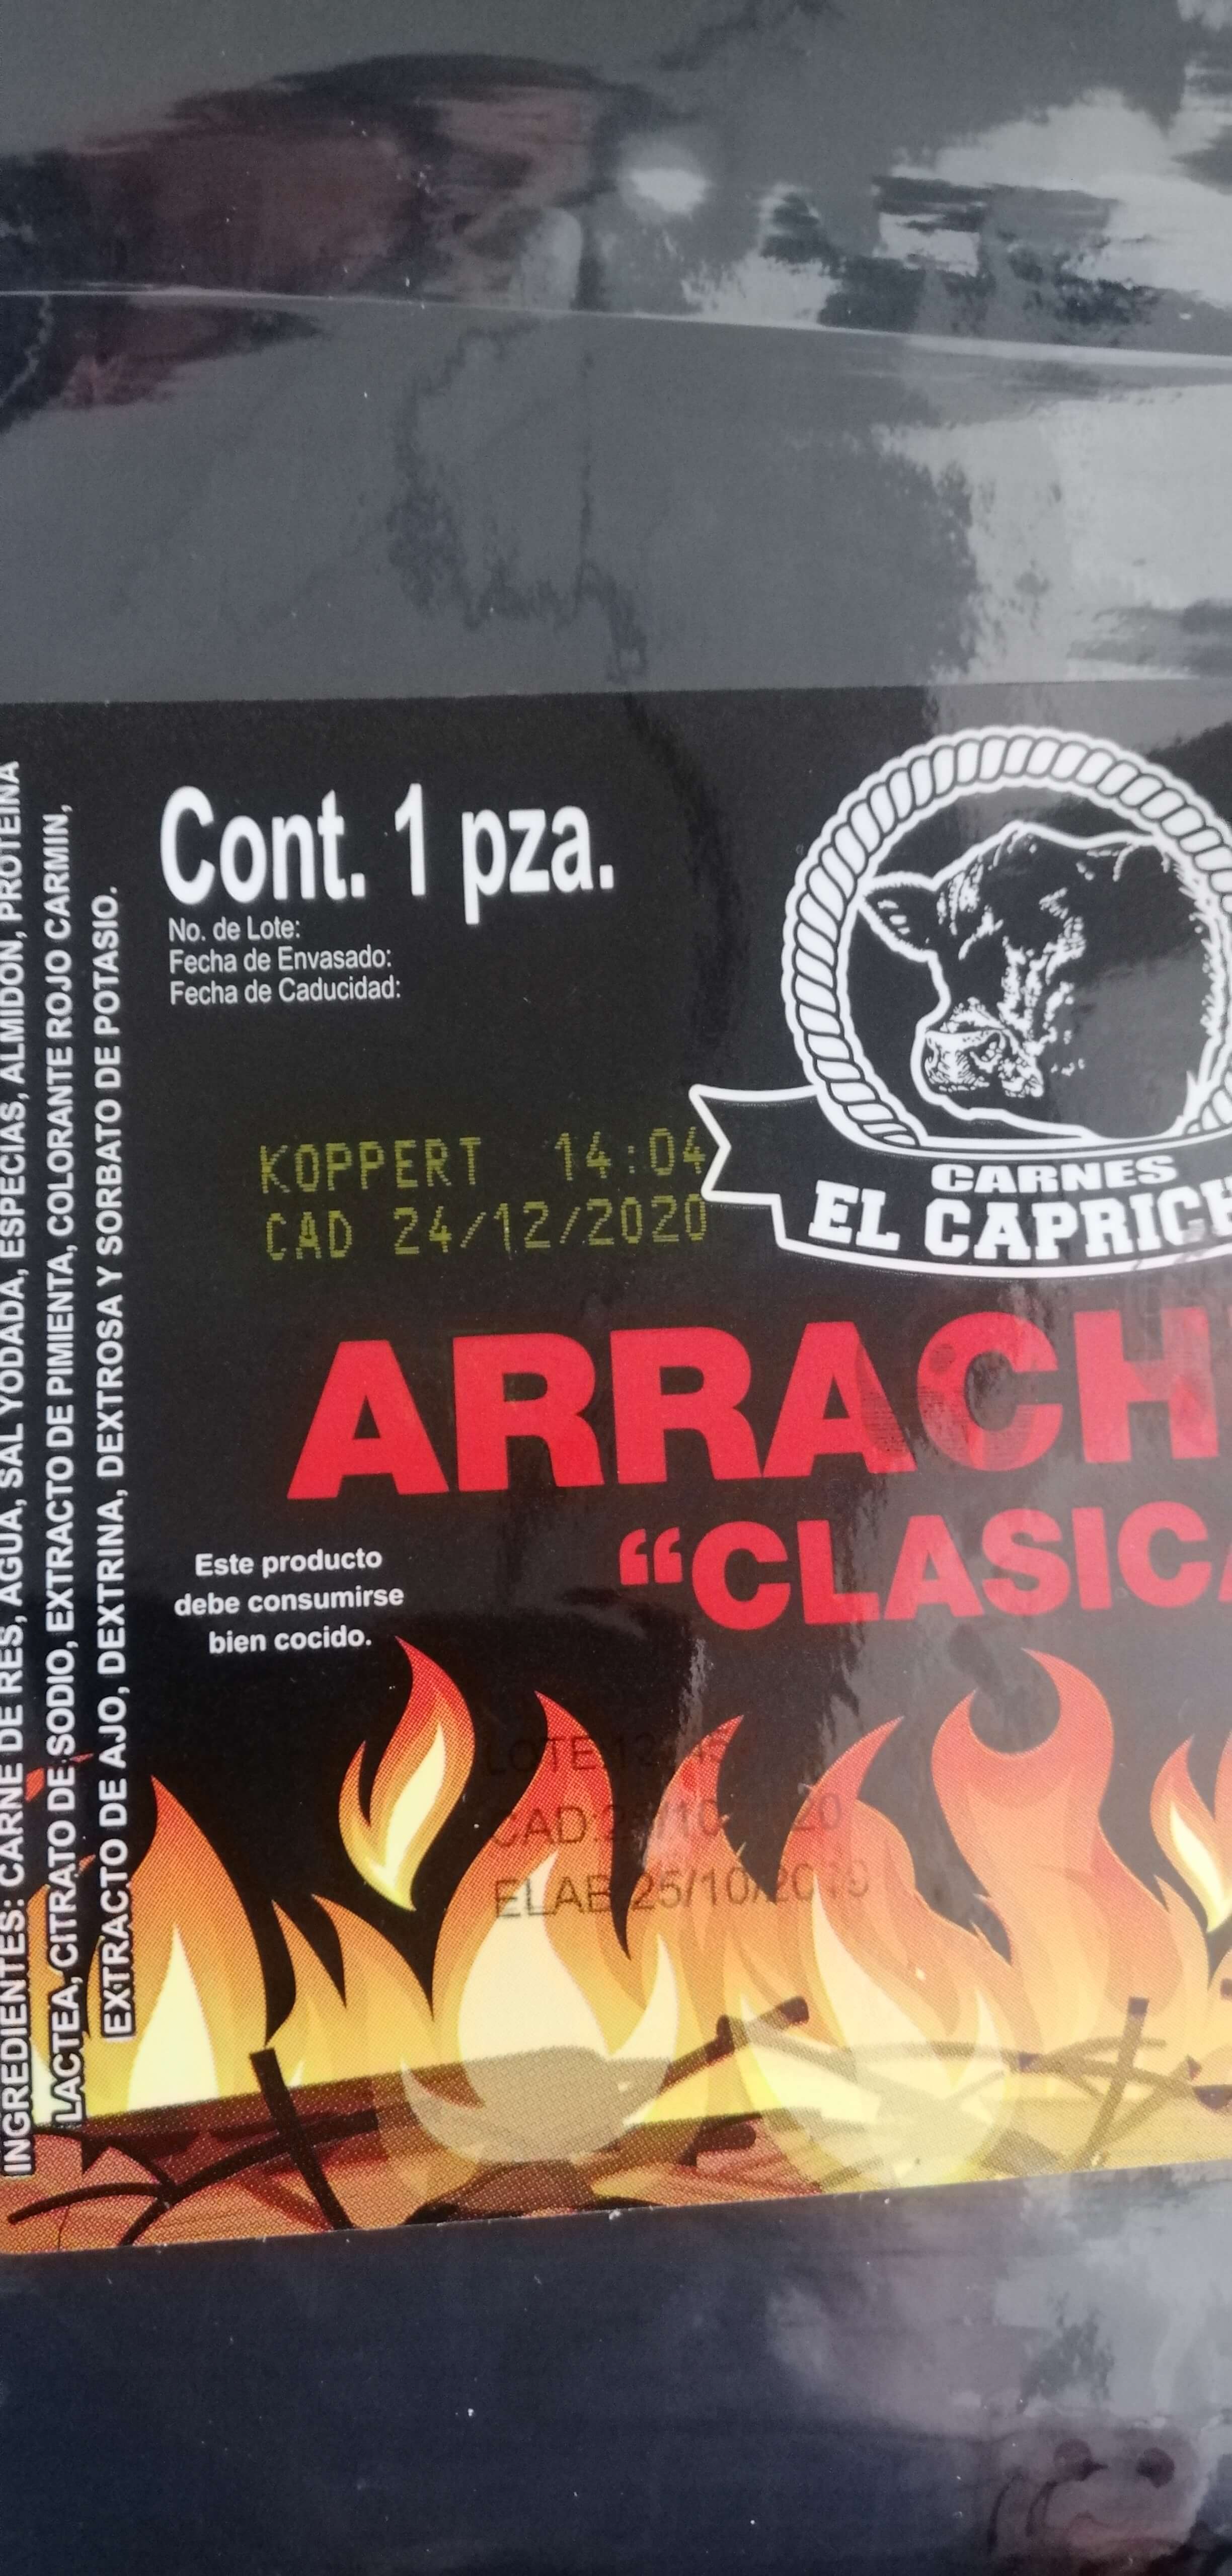 Cont. 1 pza.
No. de Lote:
Fecha de Envasado:
Fecha de Caducidad:
KOPPERT 14:04
CAD 24/12/2020
CARNES
EL CAPRICH
ARRACH
“CLASICA
Este producto
debe consumirse
bien cocido.
LOTE
CAD:
ELAB 25/10/2019
INGREDIENTES: CARNE DE RES, AGUA, SAL YODADA, ESPECIAS, ALMIDON, PROTEINA
LACTEA, CITRATO DE SODIO, EXTRACTO DE PIMIENTA, COLORANTE ROJO CARMIN,
EXTRACTO DE AJO, DEXTRINA, DEXTROSA Y SORBATO DE POTASIO.